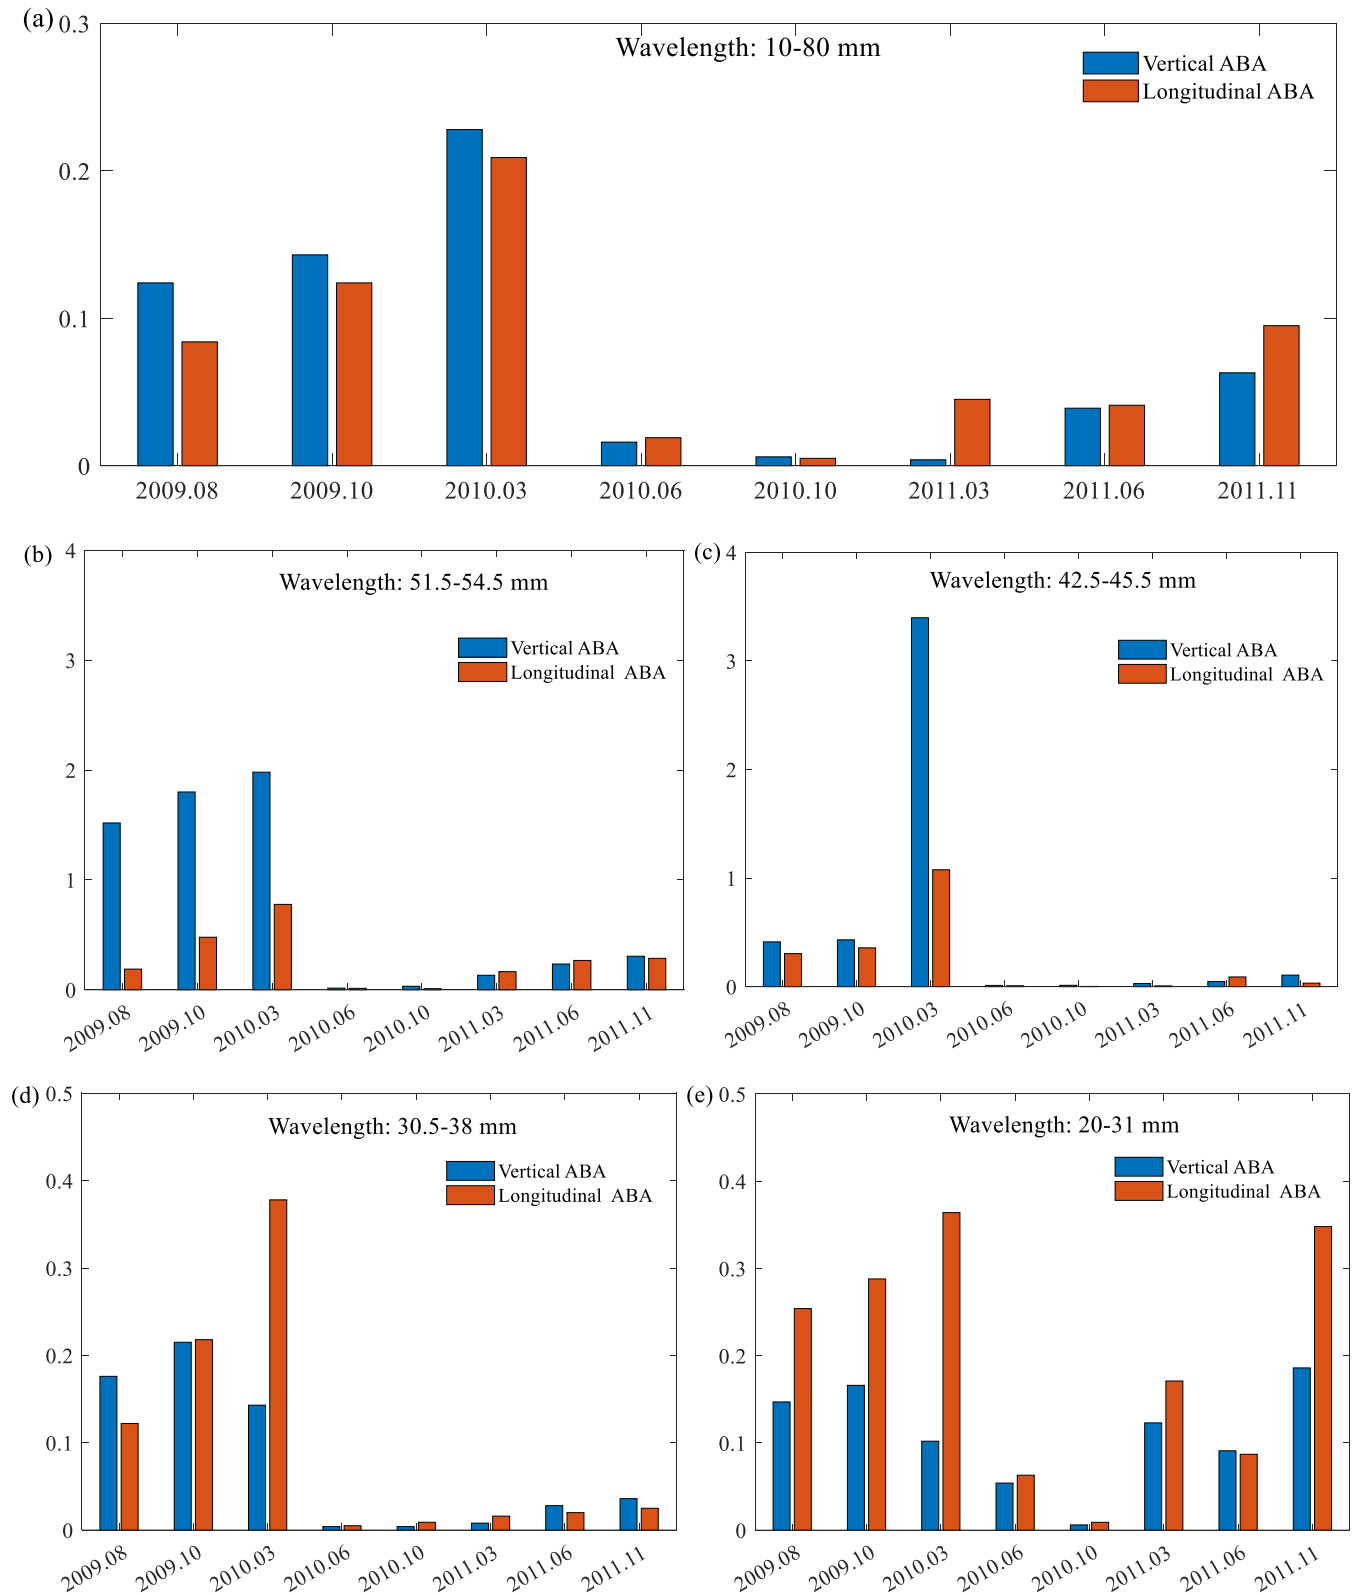 (a)
0.3
Wavelength: 10-80 mm
Vertical ABA
Longitudinal ABA
0.2
0.1
0
2009.08 2009.10 2010.03 2010.06 2010.10 2011.03 2011.06 2011.11
(b)
4
Wavelength: 51.5-54.5 mm
Vertical ABA
Longitudinal ABA
3
2
1
0
2009.08 2009.10 2010.03 2010.06 2010.10 2011.03 2011.06 2011.11
(c)
4
Wavelength: 42.5-45.5 mm
Vertical ABA
Longitudinal ABA
3
2
1
0
2009.08 2009.10 2010.03 2010.06 2010.10 2011.03 2011.06 2011.11
(d)
0.5
Wavelength: 30.5-38 mm
Vertical ABA
Longitudinal ABA
0.4
0.3
0.2
0.1
0
2009.08 2009.10 2010.03 2010.06 2010.10 2011.03 2011.06 2011.11
(e)
0.5
Wavelength: 20-31 mm
Vertical ABA
Longitudinal ABA
0.4
0.3
0.2
0.1
0
2009.08 2009.10 2010.03 2010.06 2010.10 2011.03 2011.06 2011.11